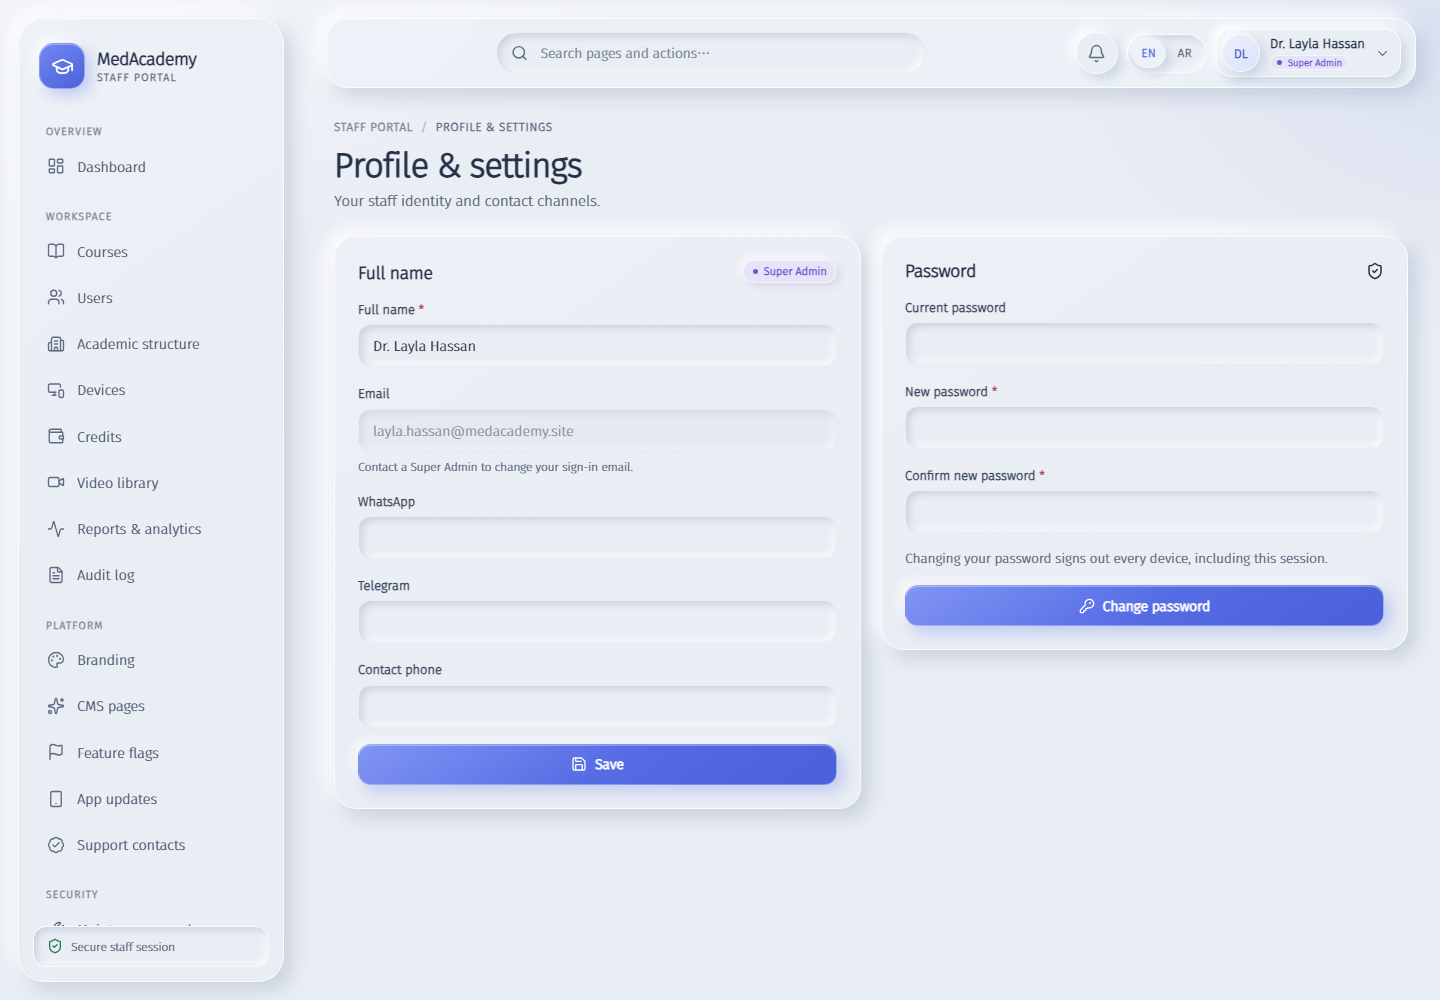 MedAcademy
STAFF PORTAL
OVERVIEW
Dashboard
WORKSPACE
Courses
Users
Academic structure
Devices
Credits
Video library
Reports & analytics
Audit log
PLATFORM
Branding
CMS pages
Feature flags
App updates
Support contacts
SECURITY
Secure staff session
Search pages and actions…
EN AR
DL
Dr. Layla Hassan
Super Admin
STAFF PORTAL / PROFILE & SETTINGS
Profile & settings
Your staff identity and contact channels.
Full name
Super Admin
Full name *
Dr. Layla Hassan
Email
layla.hassan@medacademy.site
Contact a Super Admin to change your sign-in email.
WhatsApp
Telegram
Contact phone
Save
Password
Current password
New password *
Confirm new password *
Changing your password signs out every device, including this session.
Change password